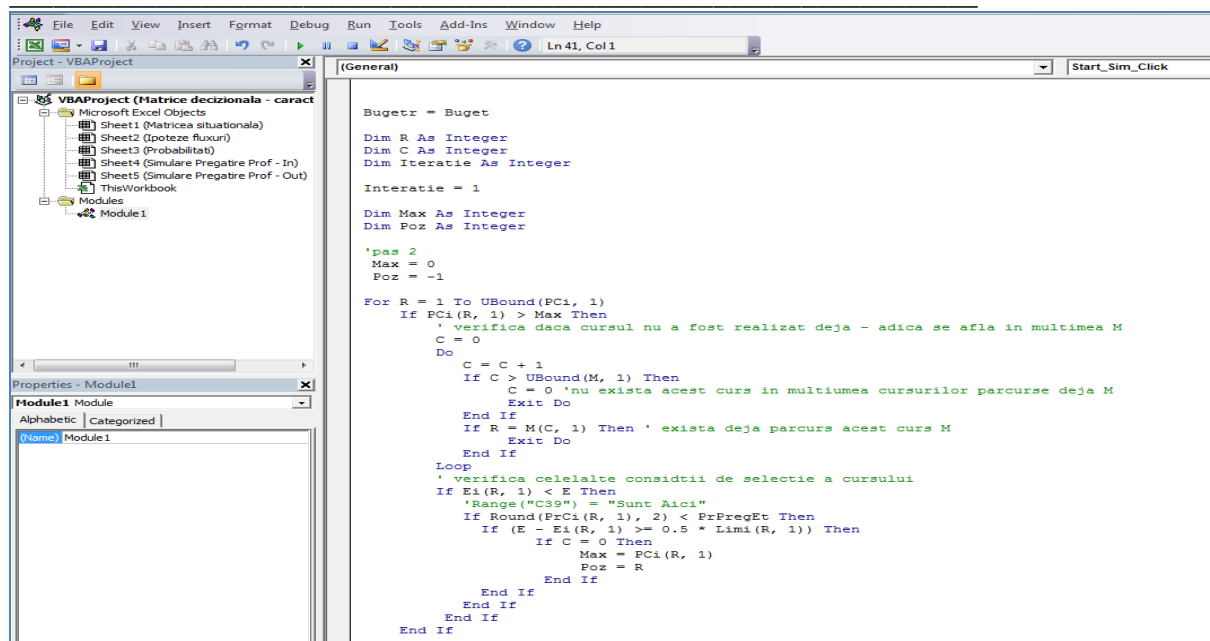 File Edit View Insert Format Debug Run Tools Add-Ins Window Help
Ln 41, Col 1
Project - VBAProject
VBAProject (Matrice decizionala - caract
Microsoft Excel Objects
Sheet1 (Matricea situationala)
Sheet2 (Ipoteze fluxuri)
Sheet3 (Probabilitati)
Sheet4 (Simulare Pregatire Prof - In)
Sheet5 (Simulare Pregatire Prof - Out)
ThisWorkbook
Modules
Module1
Properties - Module1
Module1 Module
Alphabetic Categorized
(Name) Module1
(General) Start_Sim_Click
Bugetr = Buget
Dim R As Integer
Dim C As Integer
Dim Iteratie As Integer
Interatie = 1
Dim Max As Integer
Dim Poz As Integer
'pas 2
Max = 0
Poz = -1
For R = 1 To UBound(PCi, 1)
If PCi(R, 1) > Max Then
' verifica daca cursul nu a fost realizat deja - adica se afla in multimea M
C = 0
Do
C = C + 1
If C > UBound(M, 1) Then
C = 0 'nu exista acest curs in multiumea cursurilor parcurse deja M
Exit Do
End If
If R = M(C, 1) Then ' exista deja parcurs acest curs M
Exit Do
End If
Loop
' verifica celelalte considtii de selectie a cursului
If Ei(R, 1) < E Then
'Range("C39") = "Sunt Aici"
If Round(PrCi(R, 1), 2) < PrPregEt Then
If (E - Ei(R, 1) >= 0.5 * Limi(R, 1)) Then
If C = 0 Then
Max = PCi(R, 1)
Poz = R
End If
End If
End If
End If
End If